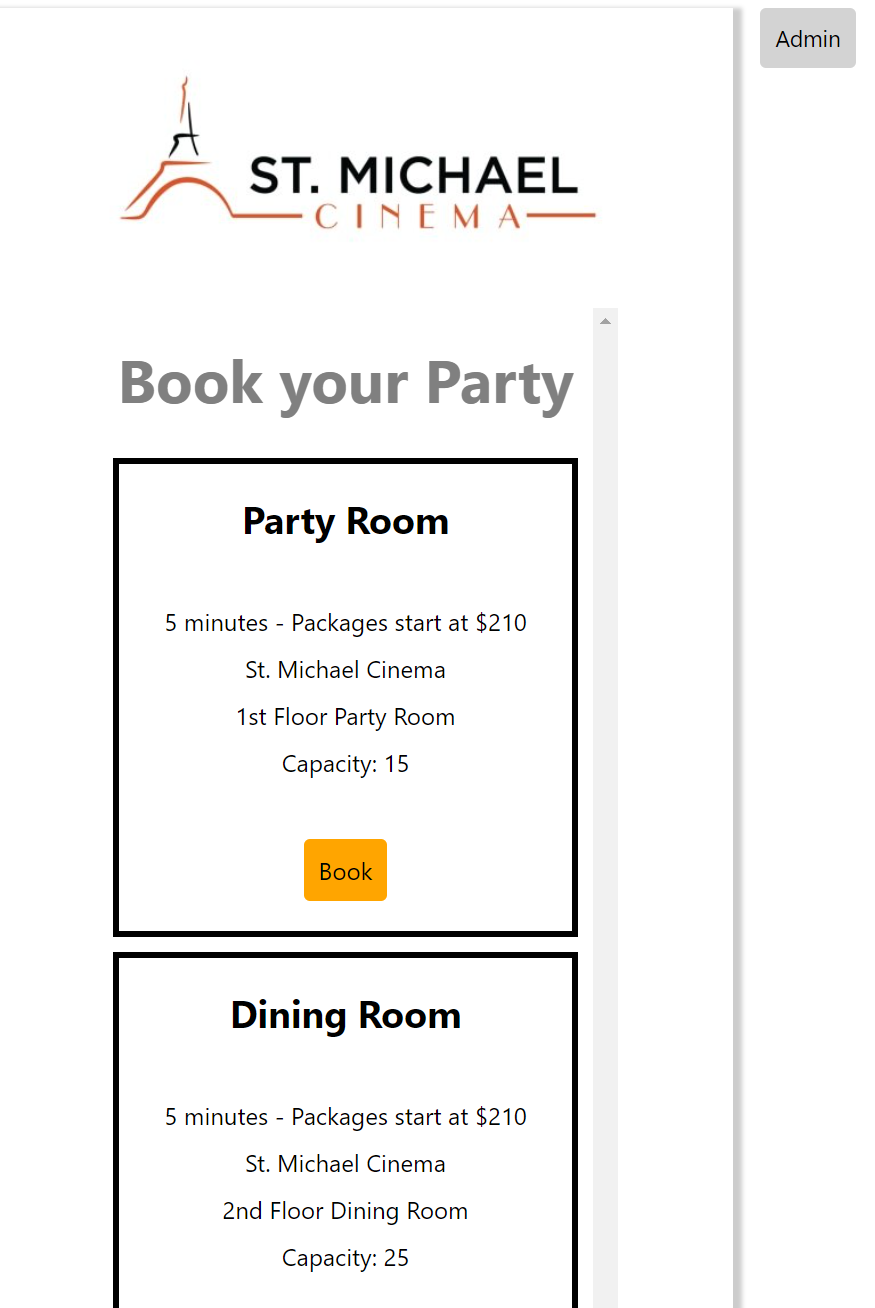 Admin
ST. MICHAEL
CINEMA
Book your Party
Party Room
5 minutes - Packages start at $210
St. Michael Cinema
1st Floor Party Room
Capacity: 15
Book
Dining Room
5 minutes - Packages start at $210
St. Michael Cinema
2nd Floor Dining Room
Capacity: 25